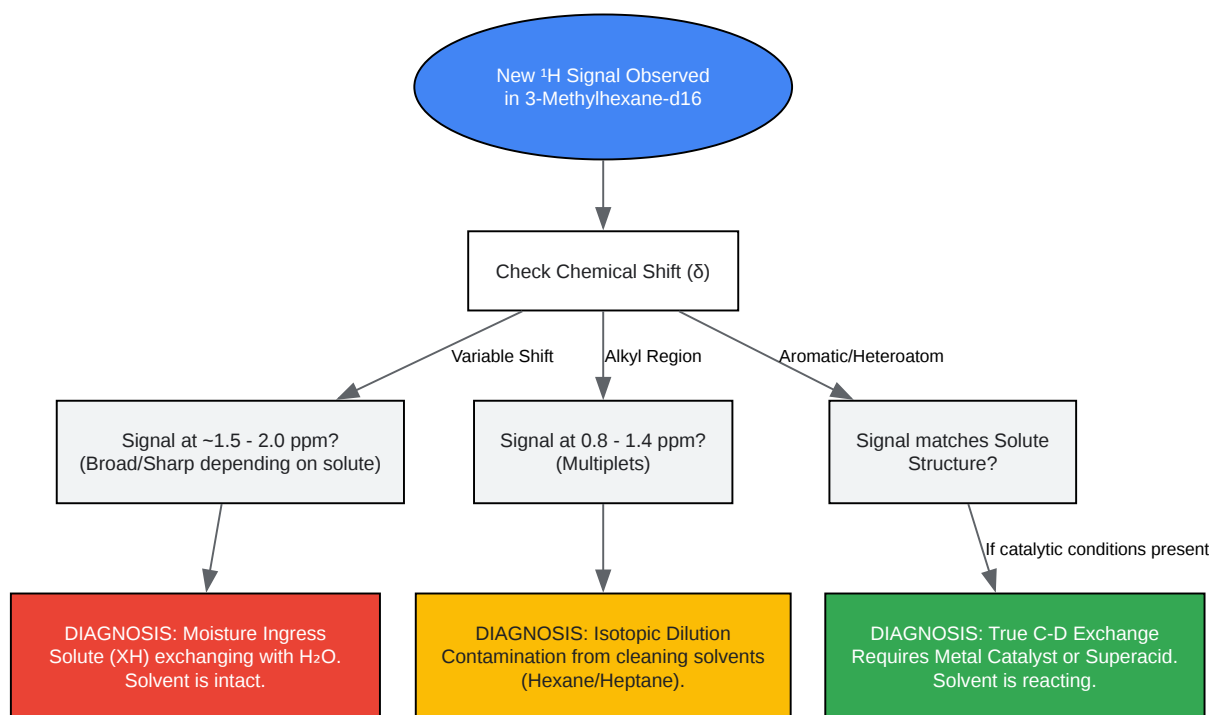 New ¹H Signal Observed
in 3-Methylhexane-d16
Check Chemical Shift (δ)
Variable Shift
Alkyl Region
Aromatic/Heteroatom
Signal at ~1.5 - 2.0 ppm?
(Broad/Sharp depending on solute)
Signal at 0.8 - 1.4 ppm?
(Multiplets)
Signal matches Solute
Structure?
If catalytic conditions present
DIAGNOSIS: Moisture Ingress
Solute (XH) exchanging with H₂O.
Solvent is intact.
DIAGNOSIS: Isotopic Dilution
Contamination from cleaning solvents
(Hexane/Heptane).
DIAGNOSIS: True C-D Exchange
Requires Metal Catalyst or Superacid.
Solvent is reacting.